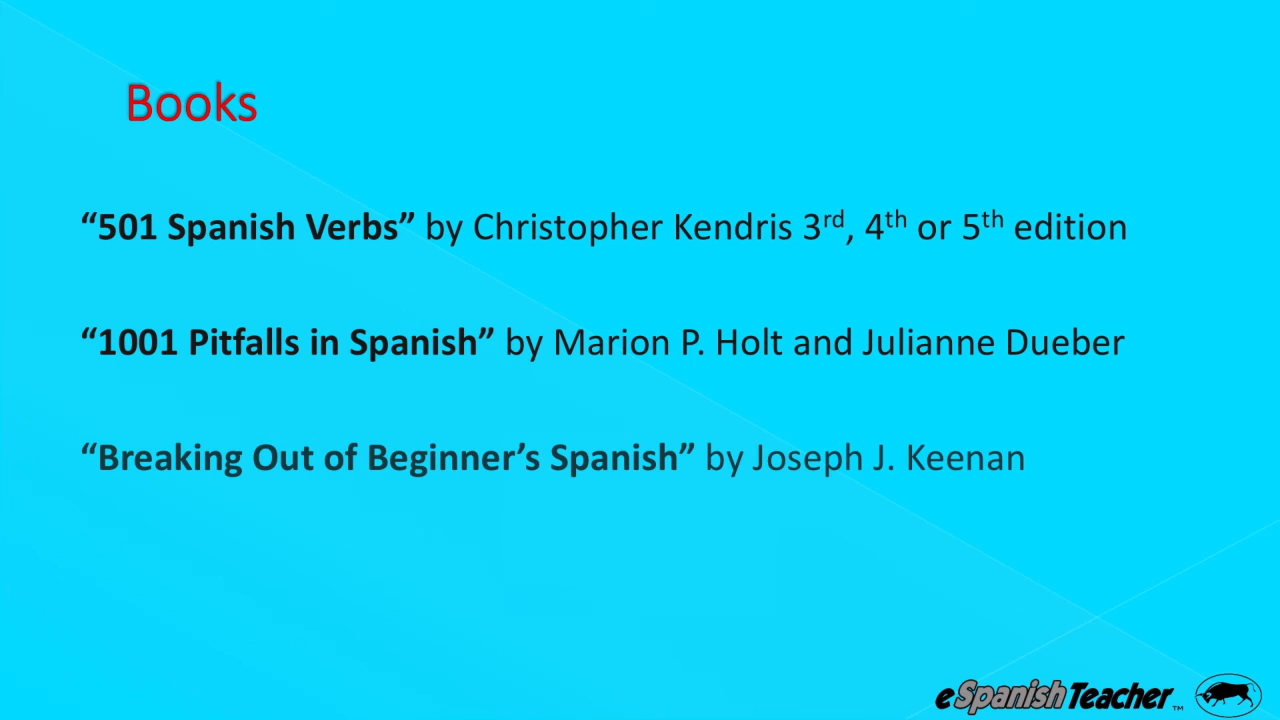 Books
“501 Spanish Verbs” by Christopher Kendris 3rd, 4th or 5th edition
“1001 Pitfalls in Spanish” by Marion P. Holt and Julianne Dueber
“Breaking Out of Beginner’s Spanish” by Joseph J. Keenan
eSpanishTeacher™